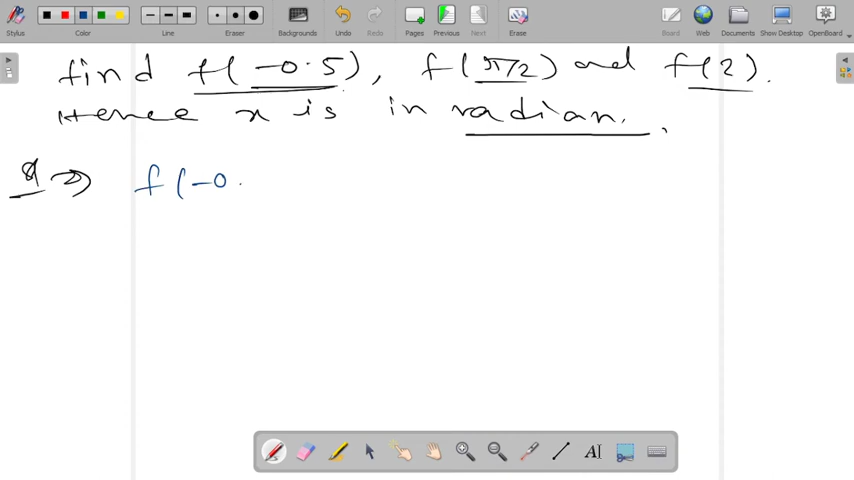 Stylus Color Line Eraser Backgrounds Undo Redo Pages Previous Next Erase Board Web Documents Show Desktop OpenBoard
find f(-0.5), f(π/2) and f(2).
Hence x is in radian.
⇒ f(-0.
AI